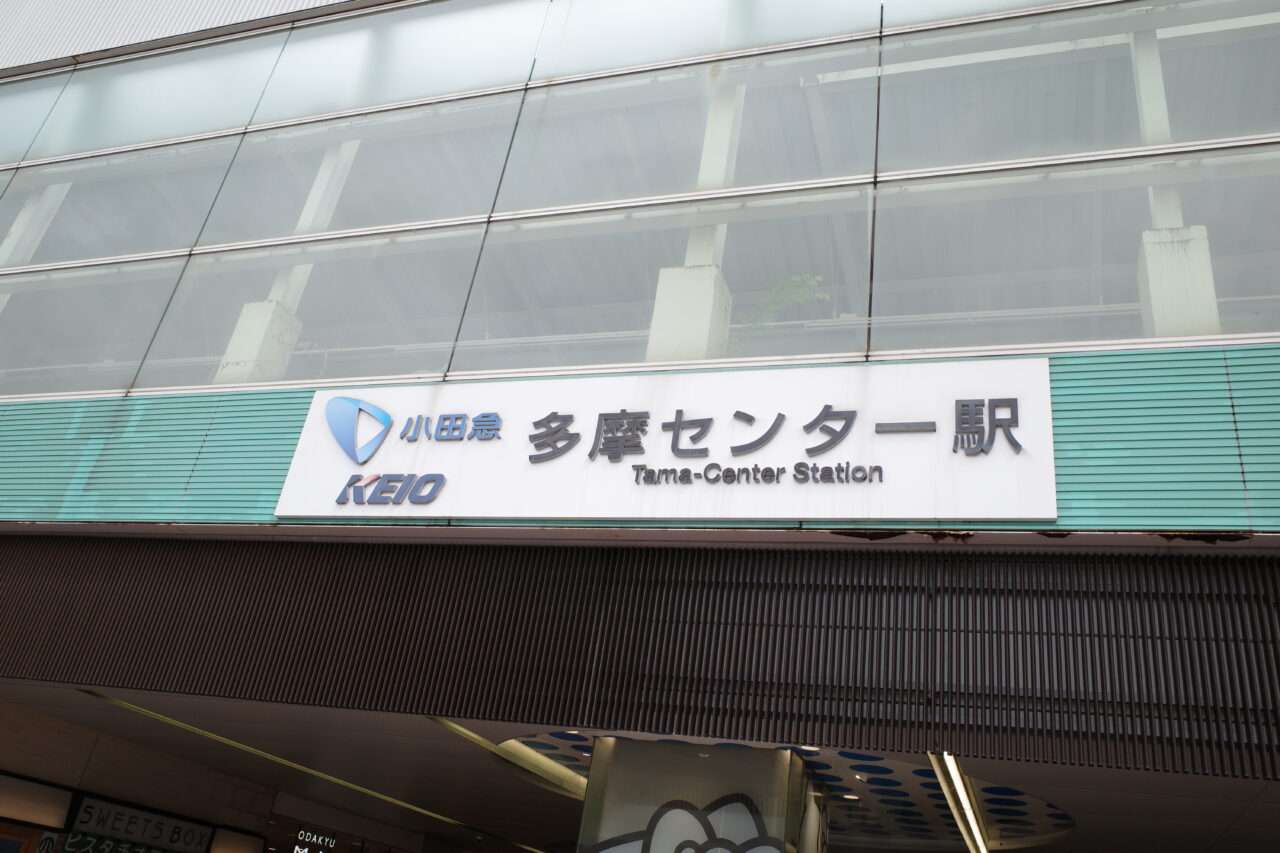 小田急
KEIO
多摩センター駅
Tama-Center Station
SWEETS BOX
ODAKYU